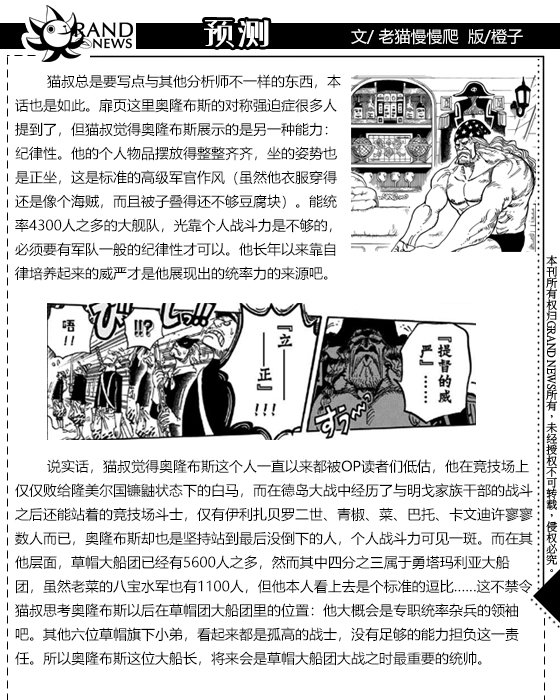 GRAND
NEWS
预测
文/ 老猫慢慢爬 版/橙子
猫叔总是要写点与其他分析师不一样的东西，本
话也是如此。扉页这里奥隆布斯的对称强迫症很多人
提到了，但猫叔觉得奥隆布斯展示的是另一种能力：
纪律性。他的个人物品摆放得整整齐齐，坐的姿势也
是正坐，这是标准的高级军官作风（虽然他衣服穿得
还是像个海贼，而且被子叠得还不够豆腐块）。能统
率4300人之多的大舰队，光靠个人战斗力是不够的，
必须要有军队一般的纪律性才可以。他长年以来靠自
律培养起来的威严才是他展现出的统率力的来源吧。
『提督的威
严』……
『立——
正』!!!
!!?
唔
!!
说实话，猫叔觉得奥隆布斯这个人一直以来都被OP读者们低估，他在竞技场上
仅仅败给隆美尔国镰鼬状态下的白马，而在德岛大战中经历了与明戈家族干部的战斗
之后还能站着的竞技场斗士，仅有伊利扎贝罗二世、青椒、菜、巴托、卡文迪许寥寥
数人而已，奥隆布斯却也是坚持站到最后没倒下的人，个人战斗力可见一斑。而在其
他层面，草帽大船团已经有5600人之多，然而其中四分之三属于勇塔玛利亚大船
团，虽然老菜的八宝水军也有1100人，但他本人看上去是个标准的逗比……这不禁令
猫叔思考奥隆布斯以后在草帽团大船团里的位置：他大概会是专职统率杂兵的领袖
吧。其他六位草帽旗下小弟，看起来都是孤高的战士，没有足够的能力担负这一责
任。所以奥隆布斯这位大船长，将来会是草帽大船团大战之时最重要的统帅。
本刊所有权归GRAND NEWS所有，未经授权不可转载，侵权必究。